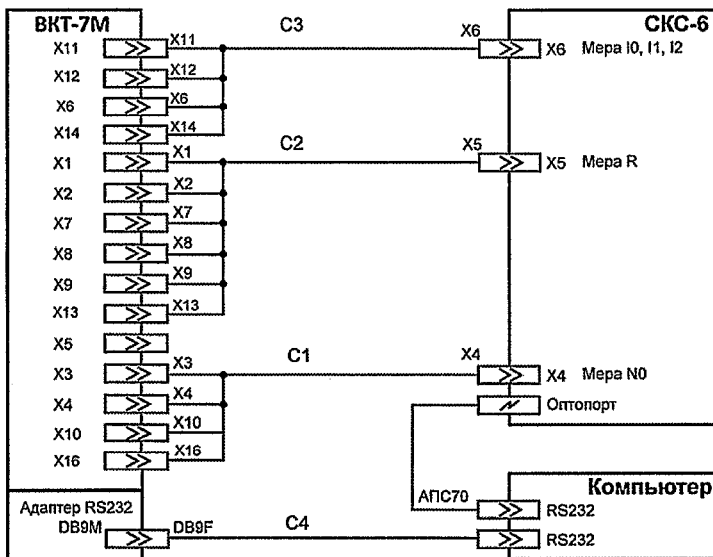 ВКТ-7М
СКС-6
X11 X11 C3 X6 X6 Мера I0, I1, I2
X12 X12
X6 X6
X14 X14
X1 X1 C2 X5 X5 Мера R
X2 X2
X7 X7
X8 X8
X9 X9
X13 X13
X5
X3 X3 C1 X4 X4 Мера N0
X4 X4 Оптопорт
X10 X10
X16 X16
Компьютер
Адаптер RS232 АПС70 RS232
DB9M DB9F C4 RS232